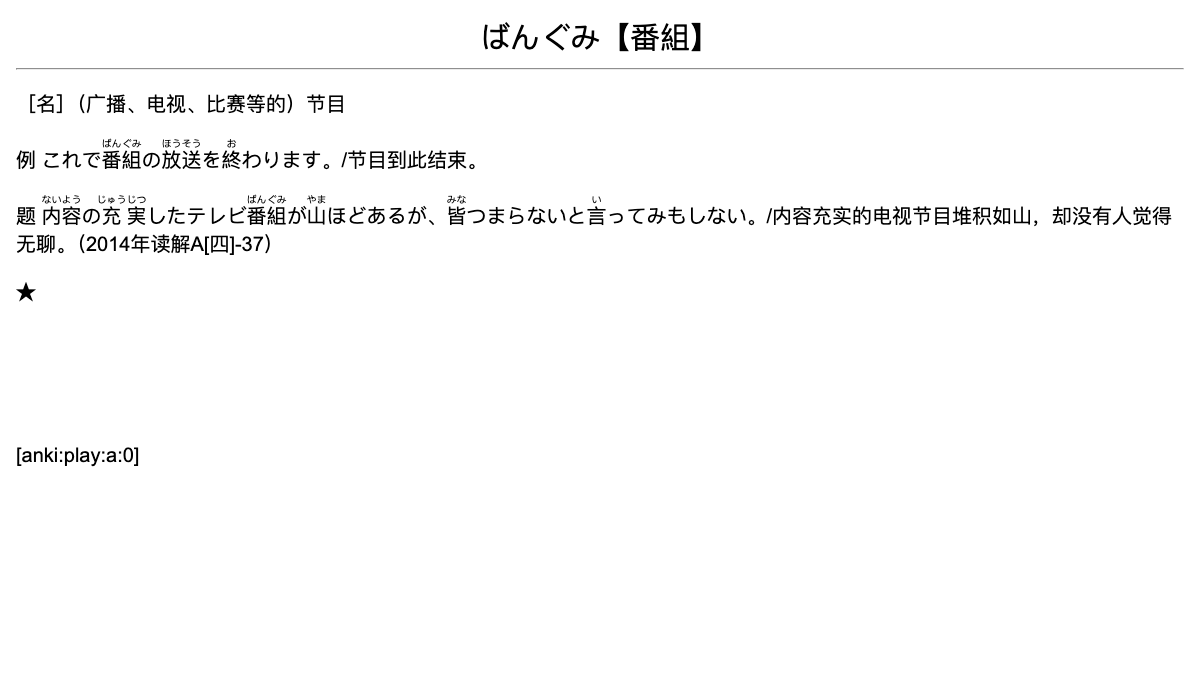 ばんぐみ【番組】
［名］（广播、电视、比赛等的）节目
例 これで番組の放送を終わります。/节目到此结束。
ばんぐみ ほうそう お
题 内容の充実したテレビ番組が山ほどあるが、皆つまらないと言ってみもしない。/内容充实的电视节目堆积如山，却没有人觉得
ないよう じゅうじつ ばんぐみ やま みな い
无聊。（2014年读解A[四]-37）
★
[anki:play:a:0]